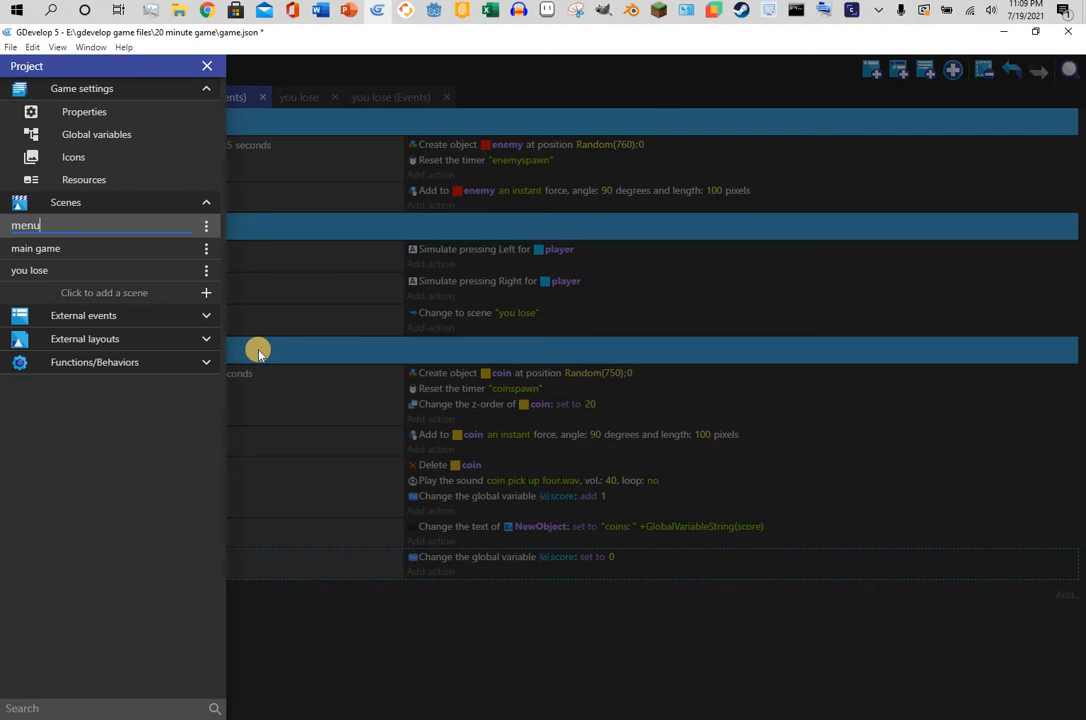 11:09 PM
7/19/2021
GDevelop 5 - E:\gdevelop game files\20 minute game\game.json *
File Edit View Window Help
Project
Game settings
Properties
Global variables
Icons
Resources
Scenes
menu
main game
you lose
Click to add a scene
External events
External layouts
Functions/Behaviors
Search
ents) you lose you lose (Events)
5 seconds
Create object enemy at position Random(760);0
Reset the timer "enemyspawn"
Add action
Add to enemy an instant force, angle: 90 degrees and length: 100 pixels
Add action
Simulate pressing Left for player
Add action
Simulate pressing Right for player
Add action
Change to scene "you lose"
Add action
conds
Create object coin at position Random(750);0
Reset the timer "coinspawn"
Change the z-order of coin: set to 20
Add action
Add to coin an instant force, angle: 90 degrees and length: 100 pixels
Add action
Delete coin
Play the sound coin pick up four.wav, vol.: 40, loop: no
Change the global variable score: add 1
Add action
Change the text of NewObject: set to "coins: " +GlobalVariableString(score)
Add action
Change the global variable score: set to 0
Add action
Add...